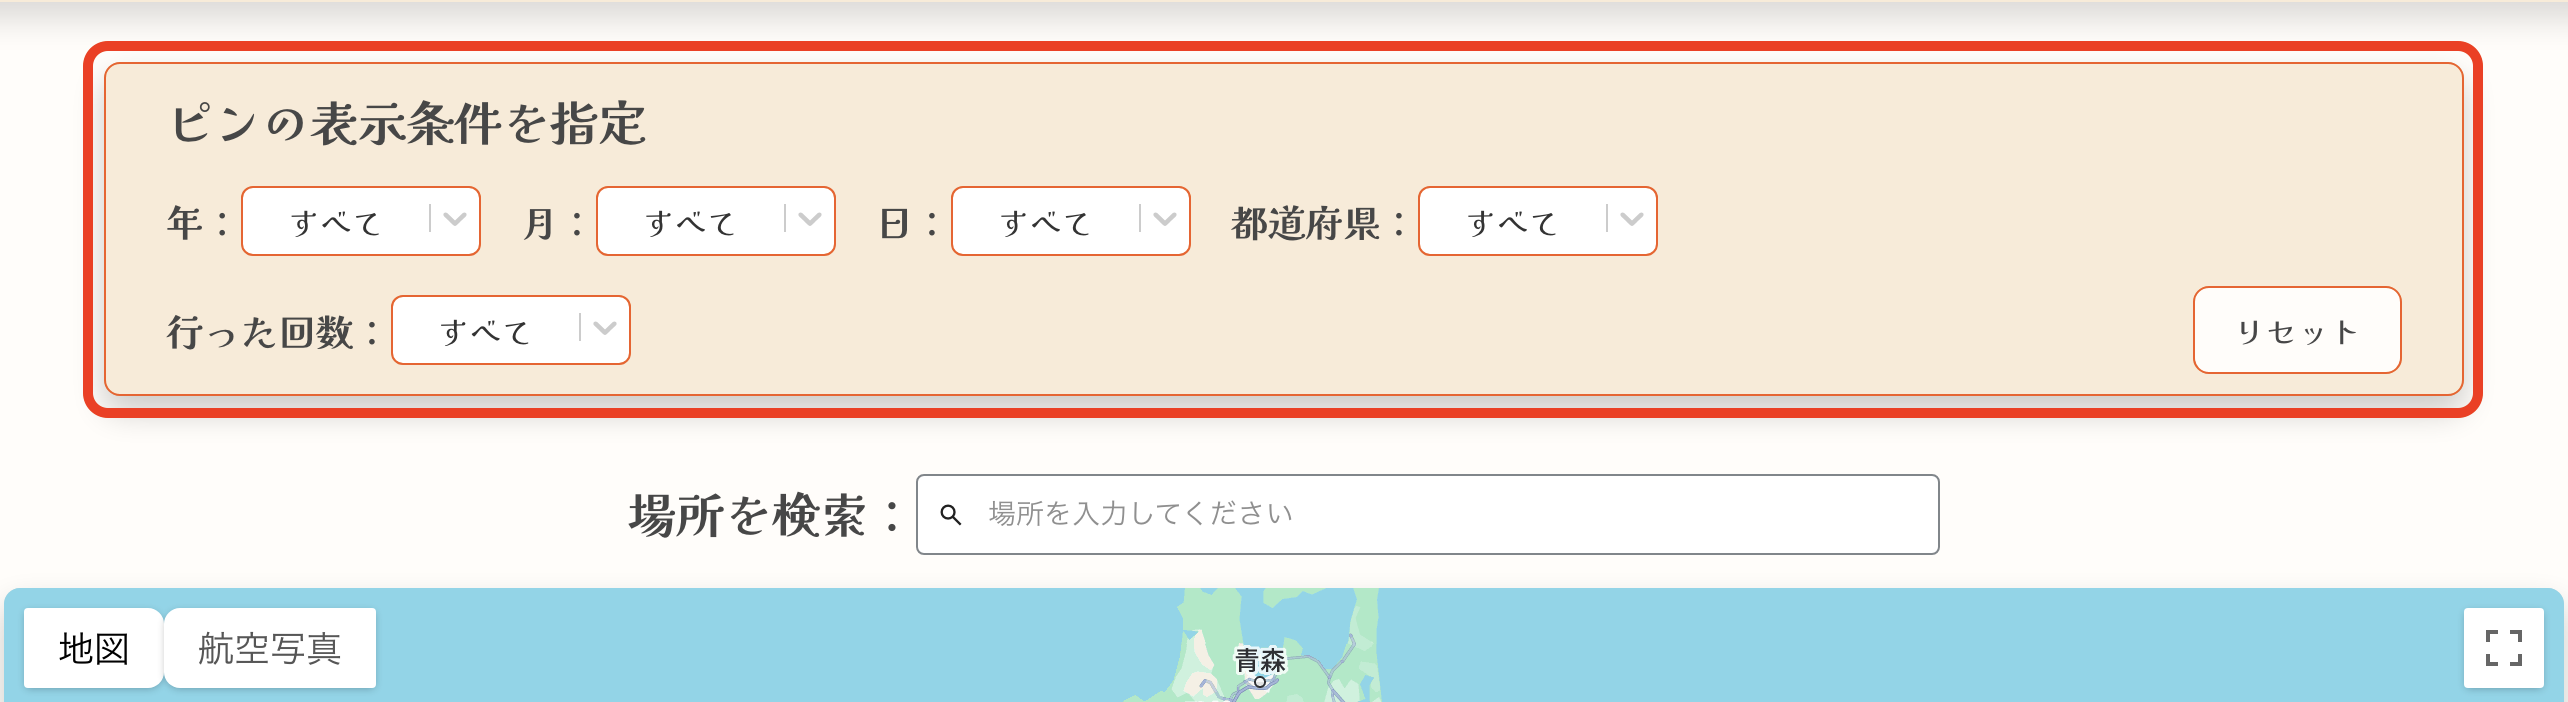 ピンの表示条件を指定
年： すべて 月： すべて 日： すべて 都道府県： すべて
行った回数： すべて リセット
場所を検索： 場所を入力してください
地図 航空写真
青森